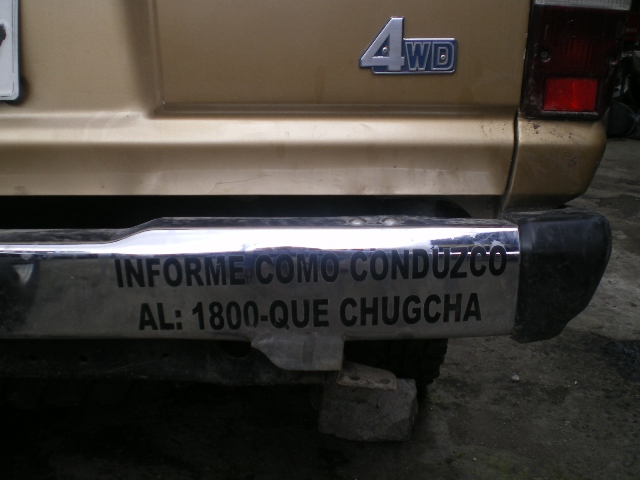 4WD
INFORME COMO CONDUZCO
AL: 1800-QUE CHUGCHA